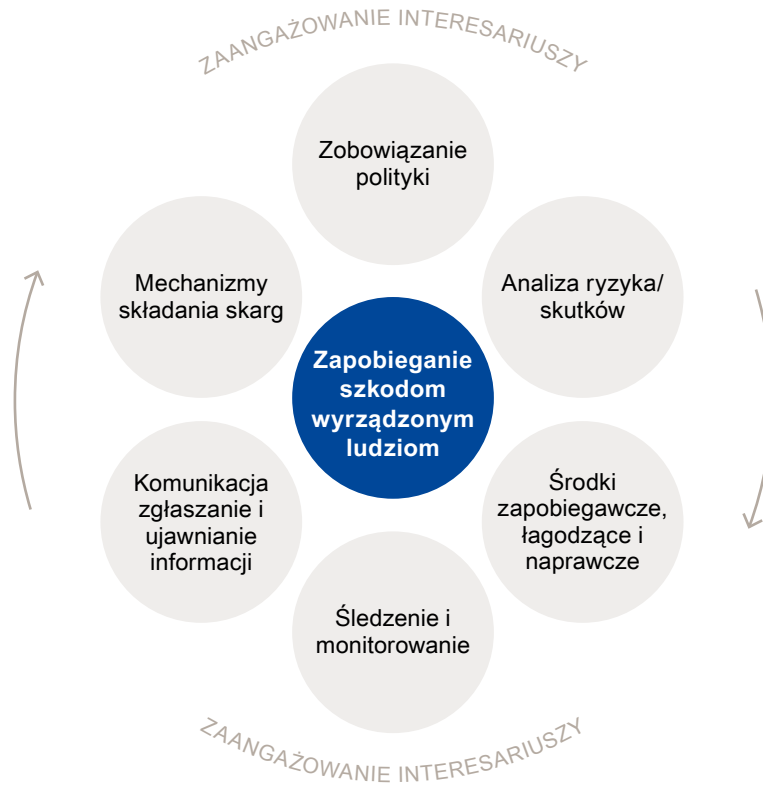 ZAANGAŻOWANIE INTERESARIUSZY
Zobowiązanie
polityki
Mechanizmy
składania skarg
Analiza ryzyka/
skutków
Zapobieganie
szkodom
wyrządzonym
ludziom
Komunikacja
zgłaszanie i
ujawnianie
informacji
Środki
zapobiegawcze,
łagodzące i
naprawcze
Śledzenie i
monitorowanie
ZAANGAŻOWANIE INTERESARIUSZY